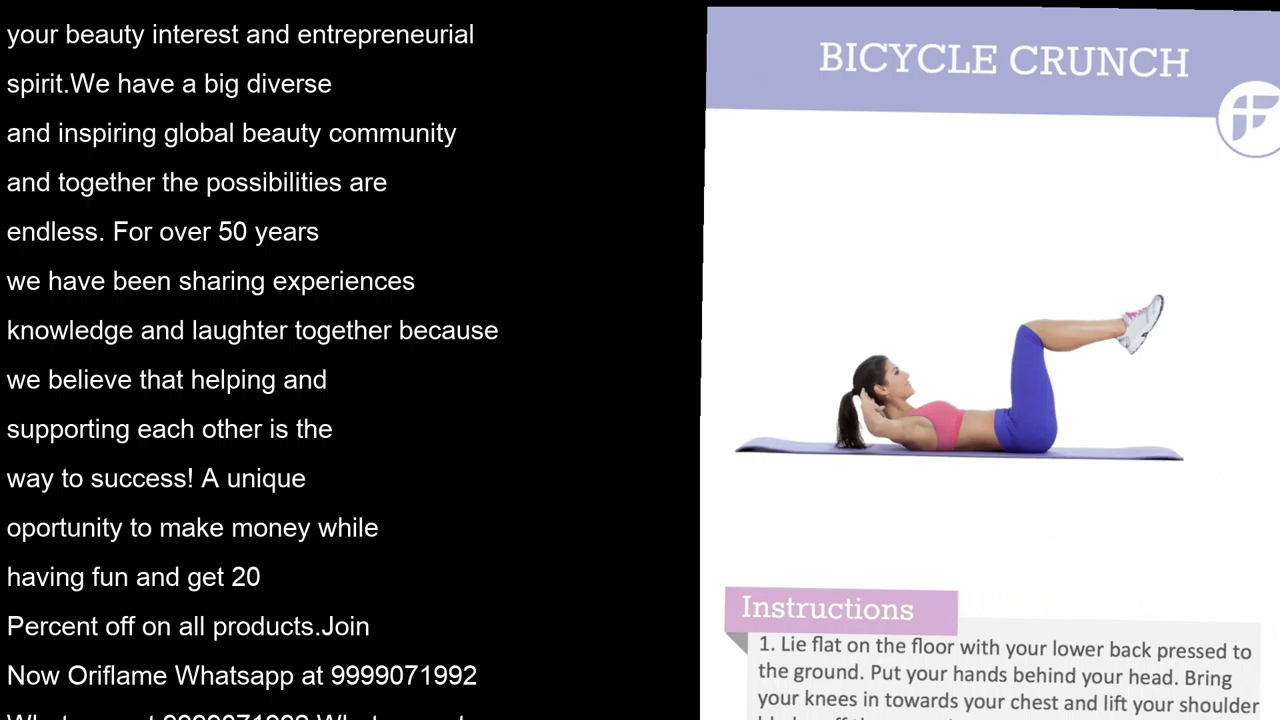 your beauty interest and entrepreneurial
spirit.We have a big diverse
and inspiring global beauty community
and together the possibilities are
endless. For over 50 years
we have been sharing experiences
knowledge and laughter together because
we believe that helping and
supporting each other is the
way to success! A unique
oportunity to make money while
having fun and get 20
Percent off on all products.Join
Now Oriflame Whatsapp at 9999071992
BICYCLE CRUNCH
Instructions
1. Lie flat on the floor with your lower back pressed to
the ground. Put your hands behind your head. Bring
your knees in towards your chest and lift your shoulder